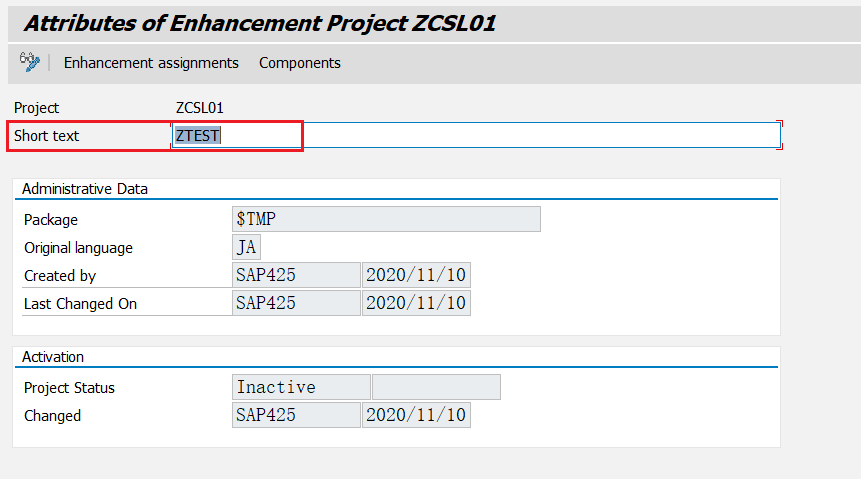 Attributes of Enhancement Project ZCSL01
Enhancement assignments Components
Project ZCSL01
Short text ZTEST
Administrative Data
Package $TMP
Original language JA
Created by SAP425 2020/11/10
Last Changed On SAP425 2020/11/10
Activation
Project Status Inactive
Changed SAP425 2020/11/10